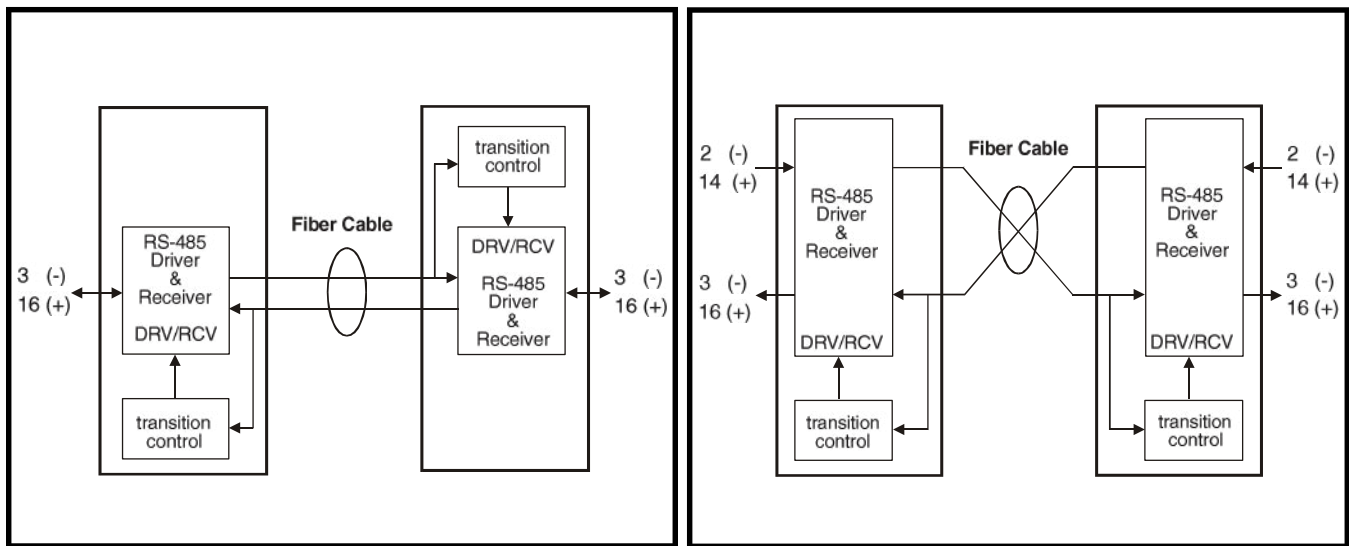 transition
control
Fiber Cable
RS-485
Driver
&
Receiver
DRV/RCV
DRV/RCV
RS-485
Driver
&
Receiver
3 (-)
16 (+)
3 (-)
16 (+)
transition
control
Fiber Cable
2 (-)
14 (+)
2 (-)
14 (+)
RS-485
Driver
&
Receiver
RS-485
Driver
&
Receiver
3 (-)
16 (+)
3 (-)
16 (+)
DRV/RCV
DRV/RCV
transition
control
transition
control